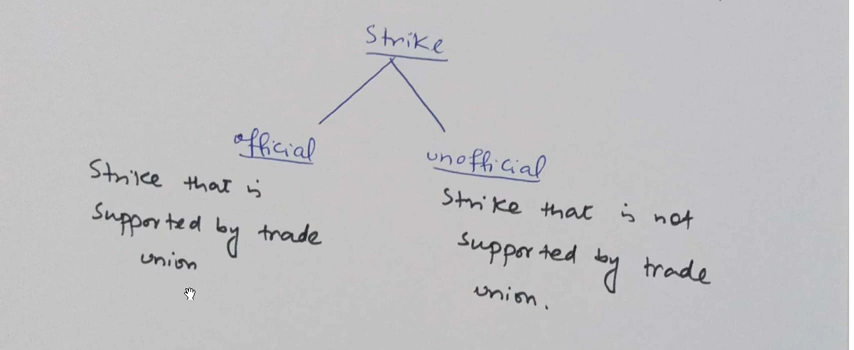 Strike
official
unofficial
Strike that is
supported by trade
union
Strike that is not
supported by trade
union.